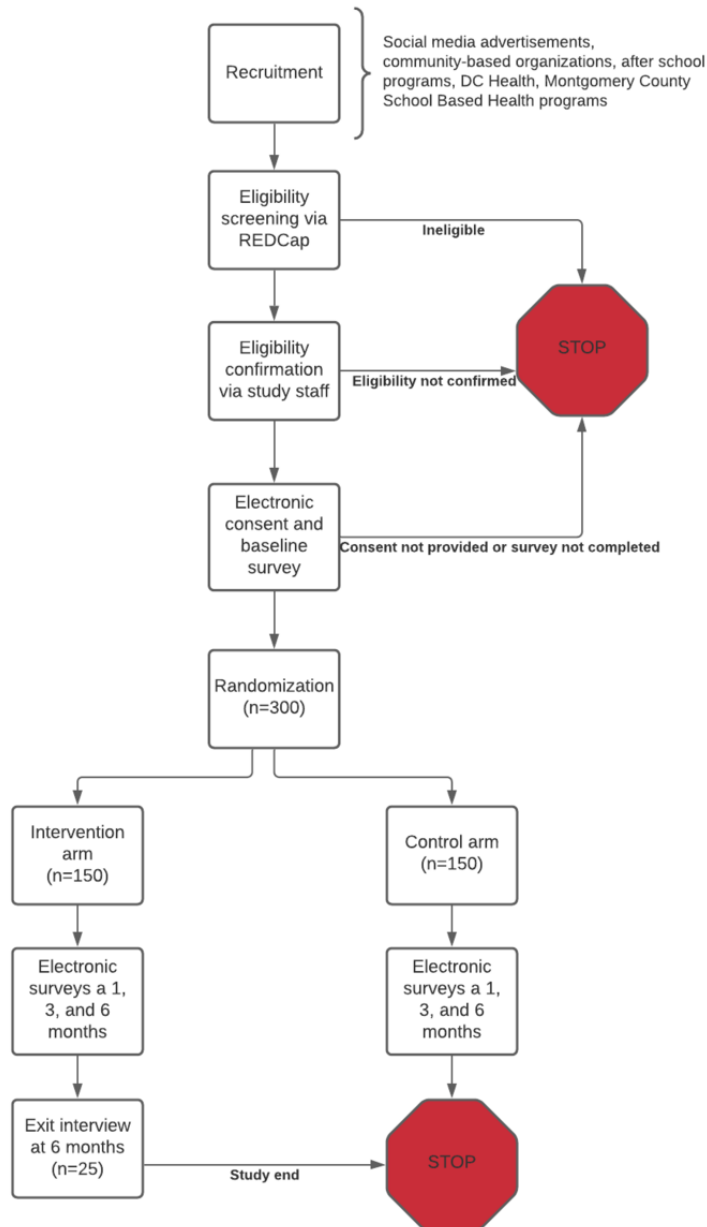 Recruitment
Social media advertisements,
community-based organizations, after school
programs, DC Health, Montgomery County
School Based Health programs
Eligibility
screening via
REDCap
Ineligible
STOP
Eligibility
confirmation
via study staff
Eligibility not confirmed
Electronic
consent and
baseline
survey
Consent not provided or survey not completed
Randomization
(n=300)
Intervention
arm
(n=150)
Control arm
(n=150)
Electronic
surveys a 1,
3, and 6
months
Electronic
surveys a 1,
3, and 6
months
Exit interview
at 6 months
(n=25)
Study end
STOP